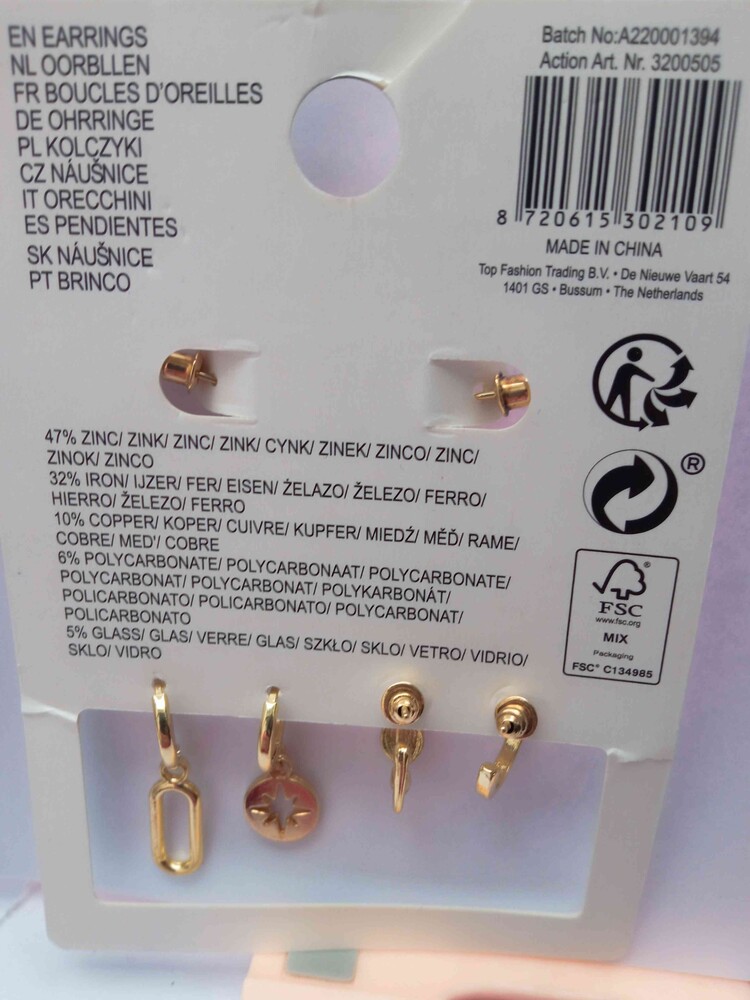 EN EARRINGS
NL OORBLLEN
FR BOUCLES D'OREILLES
DE OHRRINGE
PL KOLCZYKI
CZ NÁUŠNICE
IT ORECCHINI
ES PENDIENTES
SK NÁUŠNICE
PT BRINCO
Batch No:A220001394
Action Art. Nr. 3200505
8 720615 302109
MADE IN CHINA
Top Fashion Trading B.V. • De Nieuwe Vaart 54
1401 GS • Bussum • The Netherlands
47% ZINC/ ZINK/ ZINC/ ZINK/ CYNK/ ZINEK/ ZINCO/ ZINC/
ZINOK/ ZINCO
32% IRON/ IJZER/ FER/ EISEN/ ŻELAZO/ ŽELEZO/ FERRO/
HIERRO/ ŽELEZO/ FERRO
10% COPPER/ KOPER/ CUIVRE/ KUPFER/ MIEDŹ/ MĚĎ/ RAME/
COBRE/ MED'/ COBRE
6% POLYCARBONATE/ POLYCARBONAAT/ POLYCARBONATE/
POLYCARBONAT/ POLYCARBONAT/ POLYKARBONÁT/
POLICARBONATO/ POLICARBONATO/ POLYCARBONAT/
POLICARBONATO
5% GLASS/ GLAS/ VERRE/ GLAS/ SZKŁO/ SKLO/ VETRO/ VIDRIO/
SKLO/ VIDRO
®
FSC®
www.fsc.org
MIX
Packaging
FSC® C134985